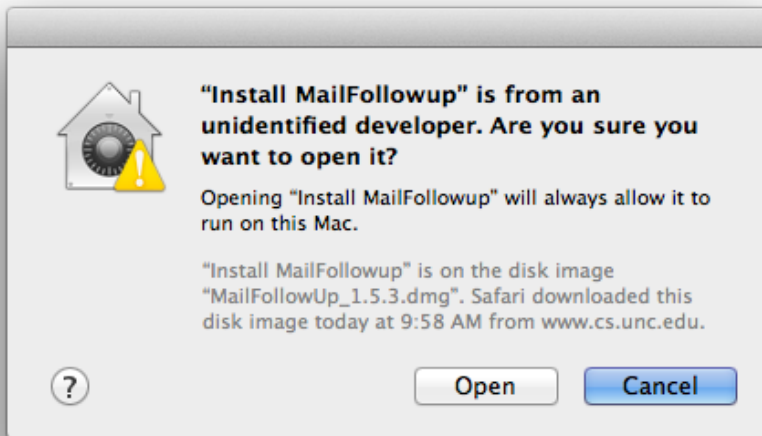 “Install MailFollowup” is from an
unidentified developer. Are you sure you
want to open it?
Opening “Install MailFollowup” will always allow it to
run on this Mac.
“Install MailFollowup” is on the disk image
“MailFollowUp_1.5.3.dmg”. Safari downloaded this
disk image today at 9:58 AM from www.cs.unc.edu.
? Open Cancel